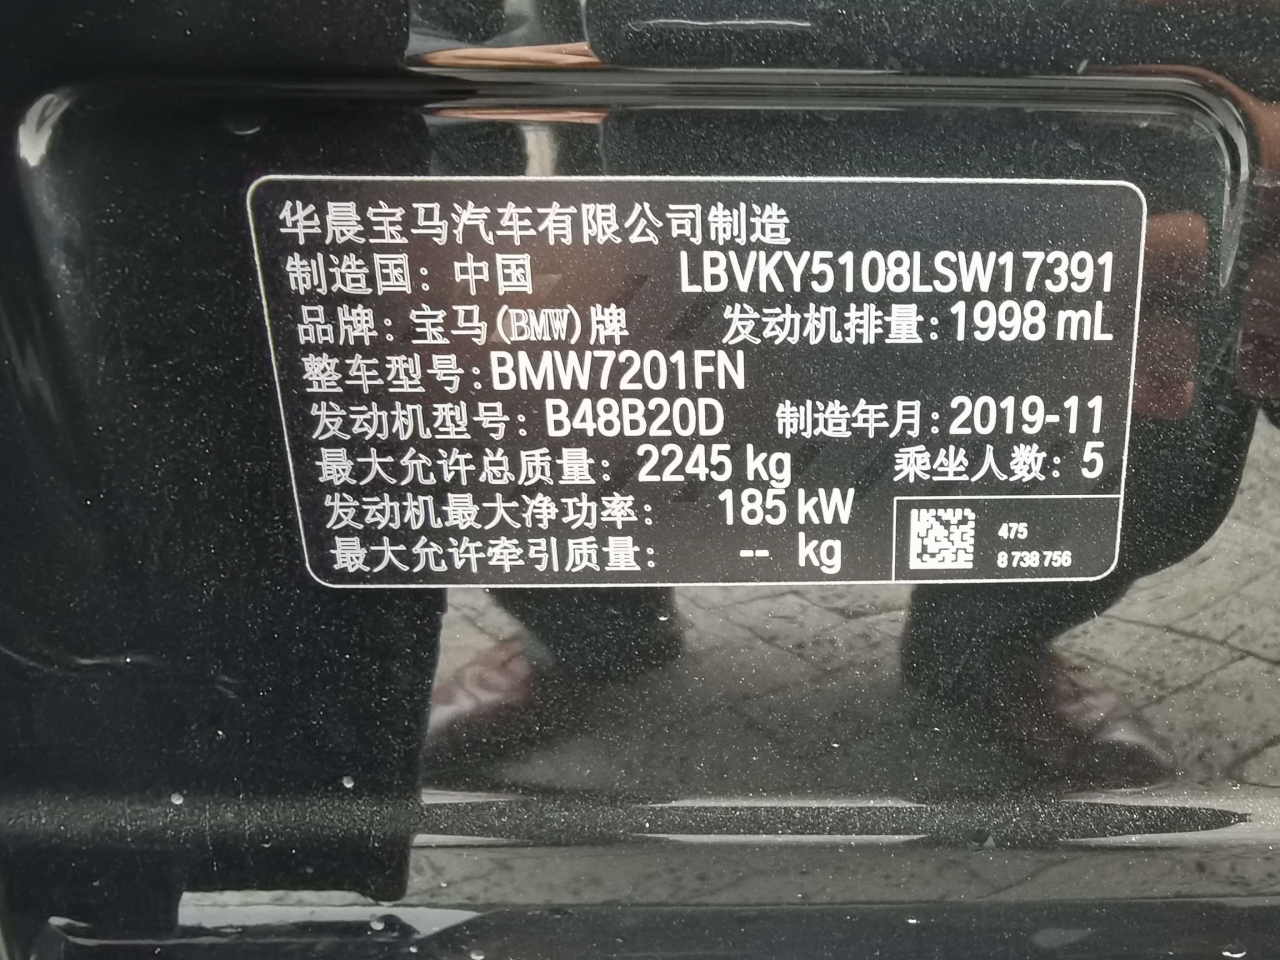 华晨宝马汽车有限公司制造
制造国：中国 LBVKY5108LSW17391
品牌：宝马(BMW)牌 发动机排量：1998 mL
整车型号：BMW7201FN
发动机型号：B48B20D 制造年月：2019-11
最大允许总质量：2245 kg 乘坐人数：5
发动机最大净功率：185 kW
最大允许牵引质量：-- kg
475
8 738 756